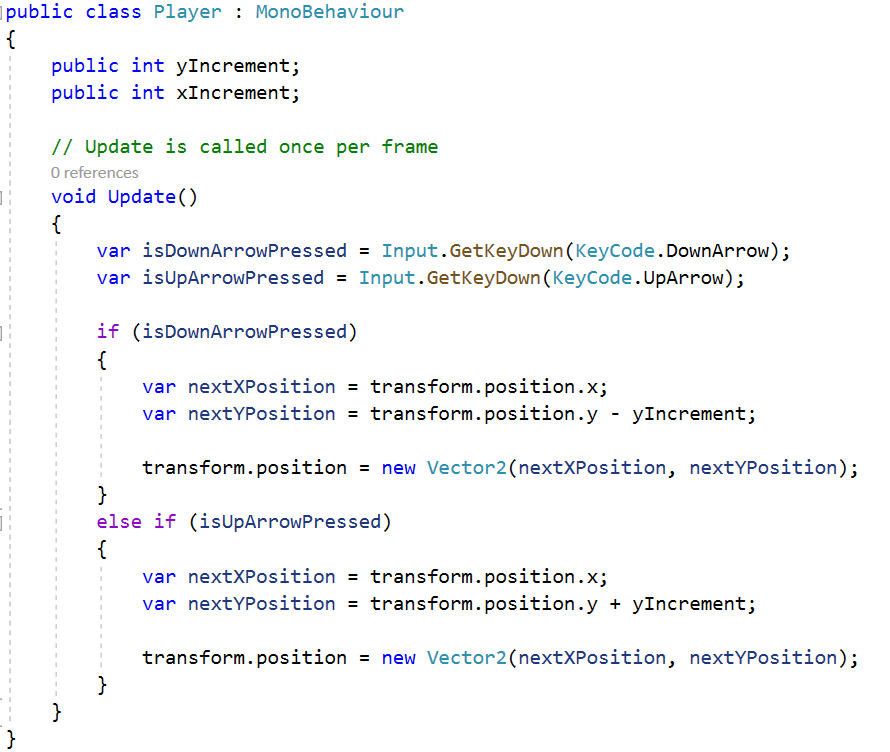 public class Player : MonoBehaviour
{
    public int yIncrement;
    public int xIncrement;

    // Update is called once per frame
    0 references
    void Update()
    {
        var isDownArrowPressed = Input.GetKeyDown(KeyCode.DownArrow);
        var isUpArrowPressed = Input.GetKeyDown(KeyCode.UpArrow);

        if (isDownArrowPressed)
        {
            var nextXPosition = transform.position.x;
            var nextYPosition = transform.position.y - yIncrement;

            transform.position = new Vector2(nextXPosition, nextYPosition);
        }
        else if (isUpArrowPressed)
        {
            var nextXPosition = transform.position.x;
            var nextYPosition = transform.position.y + yIncrement;

            transform.position = new Vector2(nextXPosition, nextYPosition);
        }
    }
}